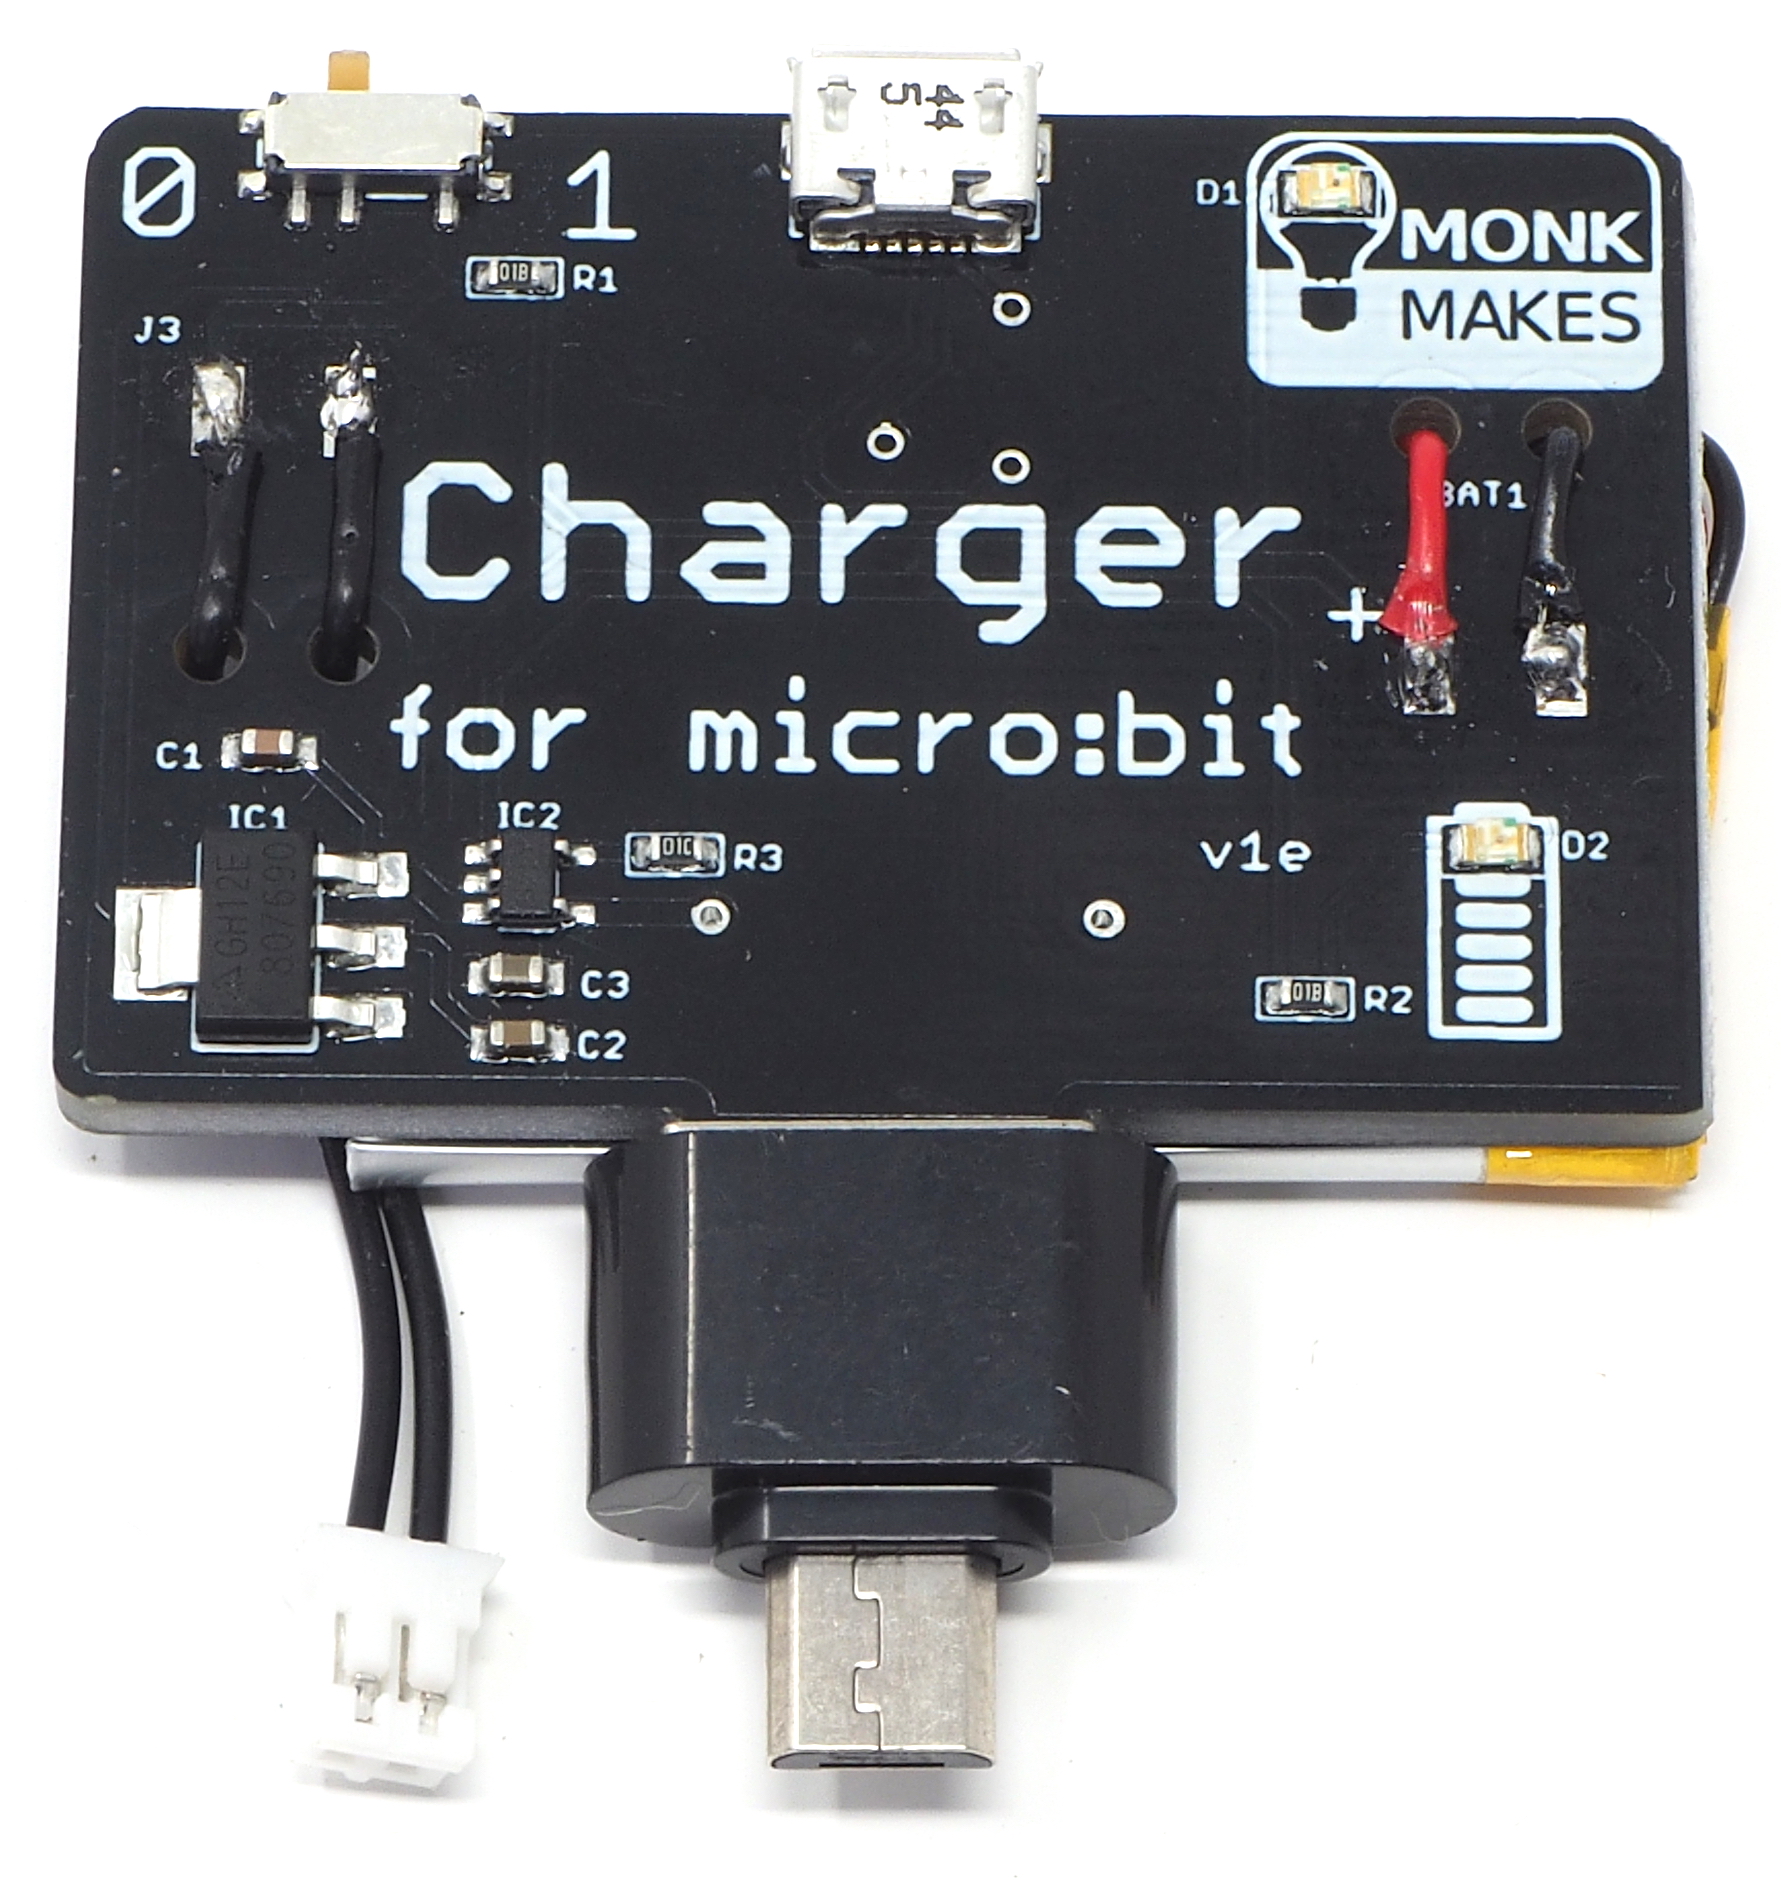 0
1
44
5
D1
MONK
MAKES
R1
J3
BAT1
Charger
+
for micro:bit
C1
IC1
IC2
R3
v1e
D2
GH12E
807690
C3
R2
C2
01B
01C
01B